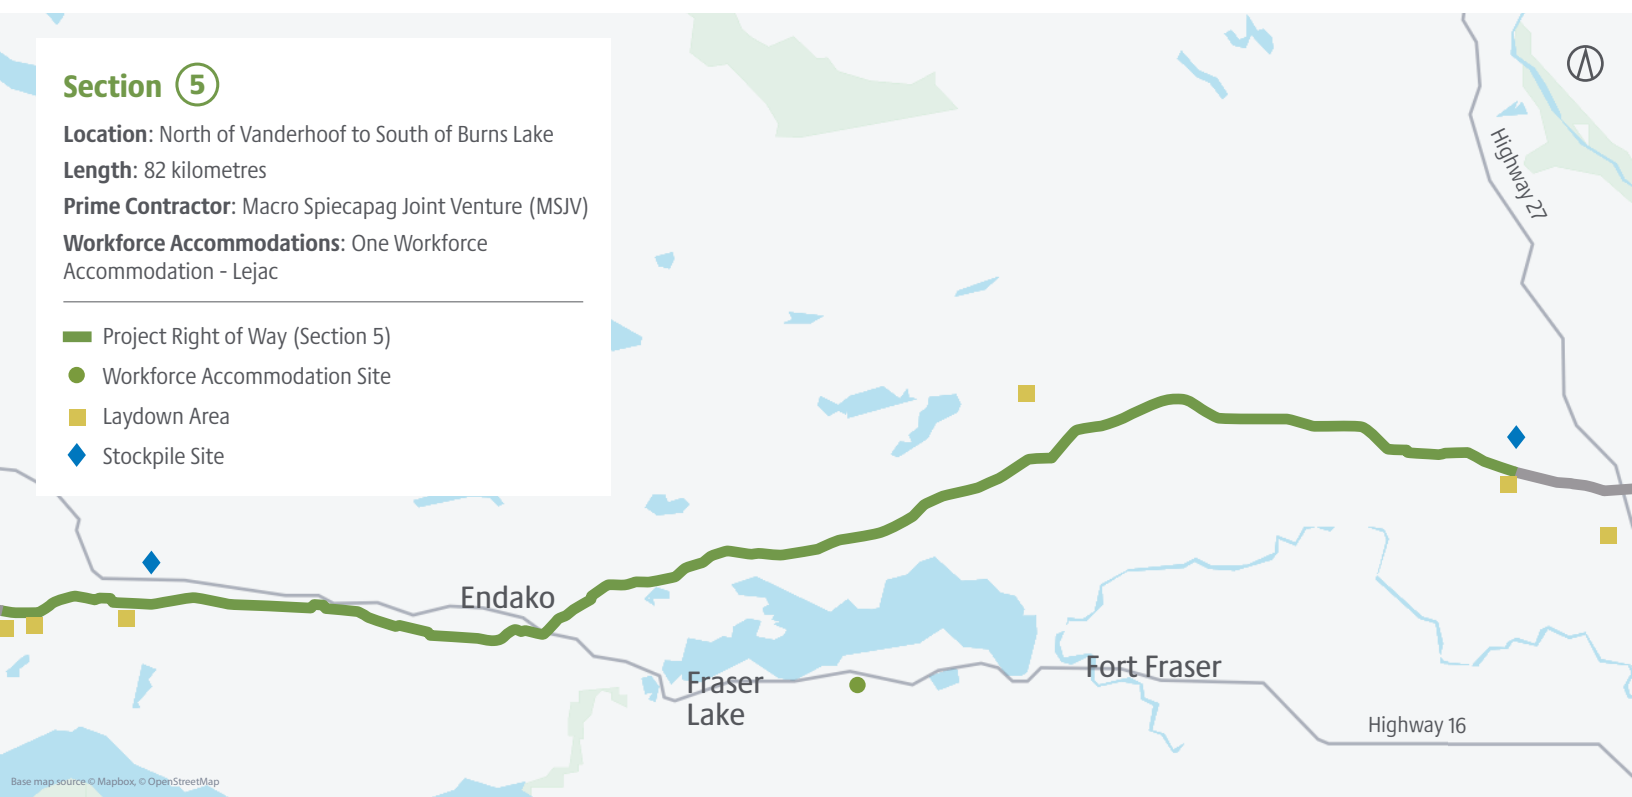 Section 5
Location: North of Vanderhoof to South of Burns Lake
Length: 82 kilometres
Prime Contractor: Macro Spiecapag Joint Venture (MSJV)
Workforce Accommodations: One Workforce
Accommodation - Lejac
Project Right of Way (Section 5)
Workforce Accommodation Site
Laydown Area
Stockpile Site
Highway 27
Endako
Fraser
Lake
Fort Fraser
Highway 16
Base map source © Mapbox, © OpenStreetMap